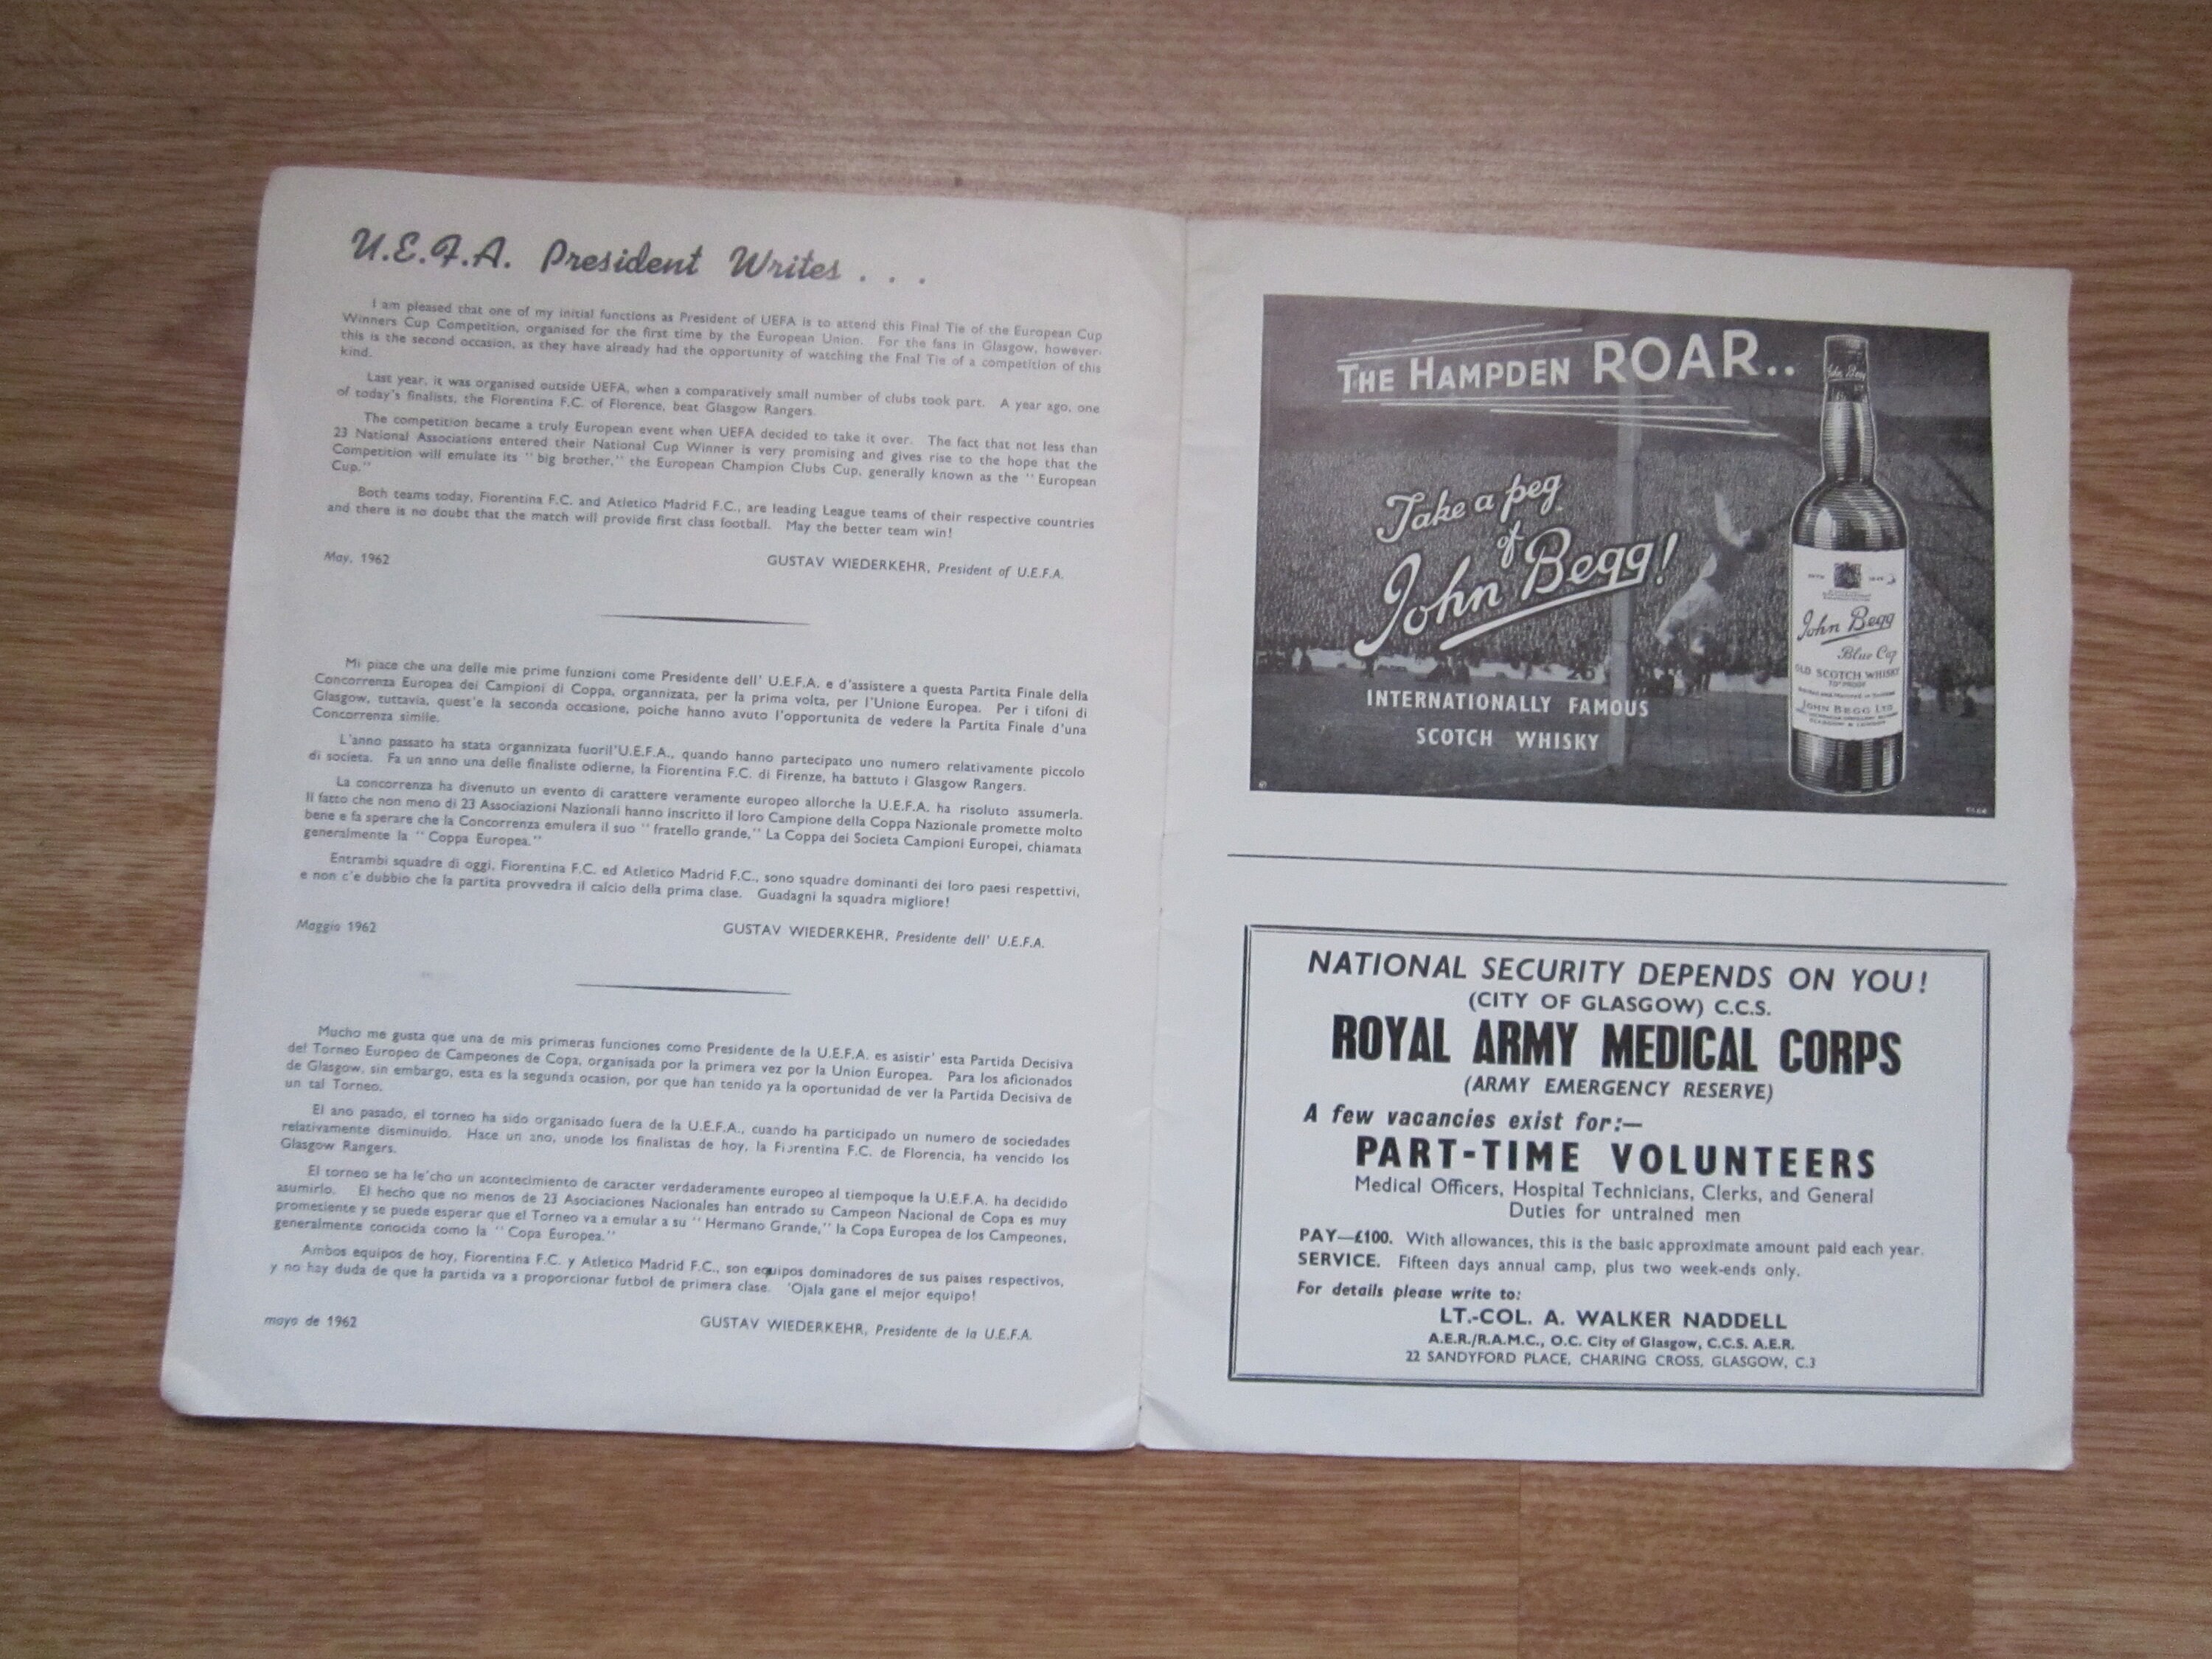 U.E.F.A. President Writes . . .
I am pleased that one of my initial functions as President of UEFA is to attend this Final Tie of the European Cup
Winners Cup Competition, organised for the first time by the European Union. For the fans in Glasgow, however-
this is the second occasion, as they have already had the opportunity of watching the Fnal Tie of a competition of this
kind.
Last year, it was organised outside UEFA, when a comparatively small number of clubs took part. A year ago, one
of today's finalists, the Fiorentina F.C. of Florence, beat Glasgow Rangers.
The competition became a truly European event when UEFA decided to take it over. The fact that not less than
23 National Associations entered their National Cup Winner is very promising and gives rise to the hope that the
Competition will emulate its "big brother," the European Champion Clubs Cup, generally known as the "European
Cup."
Both teams today, Fiorentina F.C. and Atletico Madrid F.C., are leading League teams of their respective countries
and there is no doubt that the match will provide first class football. May the better team win!
May, 1962 GUSTAV WIEDERKEHR, President of U.E.F.A.
Mi piace che una delle mie prime funzioni come Presidente dell' U.E.F.A. e d'assistere a questa Partita Finale della
Concorrenza Europea dei Campioni di Coppa, organnizata, per la prima volta, per l'Unione Europea. Per i tifoni di
Glasgow, tuttavia, quest'e la seconda occasione, poiche hanno avuto l'opportunita de vedere la Partita Finale d'una
Concorrenza simile.
L'anno passato ha stata organnizata fuoril'U.E.F.A., quando hanno partecipato uno numero relativamente piccolo
di societa. Fa un anno una delle finaliste odierne, la Fiorentina F.C. di Firenze, ha battuto i Glasgow Rangers.
La concorrenza ha divenuto un evento di carattere veramente europeo allorche la U.E.F.A. ha risoluto assumerla.
Il fatto che non meno di 23 Associazioni Nazionali hanno inscritto il loro Campione della Coppa Nazionale promette molto
bene e fa sperare che la Concorrenza emulera il suo "fratello grande," La Coppa dei Societa Campioni Europei, chiamata
generalmente la "Coppa Europea."
Entrambi squadre di oggi, Fiorentina F.C. ed Atletico Madrid F.C., sono squadre dominanti dei loro paesi respettivi,
e non c'e dubbio che la partita provvedra il calcio della prima clase. Guadagni la squadra migliore!
Maggio 1962 GUSTAV WIEDERKEHR, Presidente dell' U.E.F.A.
Mucho me gusta que una de mis primeras funciones como Presidente de la U.E.F.A. es asistir' esta Partida Decisiva
del Torneo Europeo de Campeones de Copa, organisada por la primera vez por la Union Europea. Para los aficionados
de Glasgow, sin embargo, esta es la segunda ocasion, por que han tenido ya la oportunidad de ver la Partida Decisiva de
un tal Torneo.
El ano pasado, el torneo ha sido organisado fuera de la U.E.F.A., cuando ha participado un numero de sociedades
relativamente disminuido. Hace un ano, unode los finalistas de hoy, la Fiorentina F.C. de Florencia, ha vencido los
Glasgow Rangers.
El torneo se ha le'cho un acontecimiento de caracter verdaderamente europeo al tiempoque la U.E.F.A. ha decidido
asumirlo. El hecho que no menos de 23 Asociaciones Nacionales han entrado su Campeon Nacional de Copa es muy
prometiente y se puede esperar que el Torneo va a emular a su "Hermano Grande," la Copa Europea de los Campeones,
generalmente conocida como la "Copa Europea."
Ambos equipos de hoy, Fiorentina F.C. y Atletico Madrid F.C., son equipos dominadores de sus paises respectivos,
y no hay duda de que la partida va a proporcionar futbol de primera clase. 'Ojala gane el mejor equipo!
mayo de 1962 GUSTAV WIEDERKEHR, Presidente de la U.E.F.A.
THE HAMPDEN ROAR..
Take a peg
of
John Begg!
INTERNATIONALLY FAMOUS
SCOTCH WHISKY
John Begg
Blue Cap
OLD SCOTCH WHISKY
70° PROOF
JOHN BEGG LTD
NATIONAL SECURITY DEPENDS ON YOU!
(CITY OF GLASGOW) C.C.S.
ROYAL ARMY MEDICAL CORPS
(ARMY EMERGENCY RESERVE)
A few vacancies exist for:—
PART-TIME VOLUNTEERS
Medical Officers, Hospital Technicians, Clerks, and General
Duties for untrained men
PAY—£100. With allowances, this is the basic approximate amount paid each year.
SERVICE. Fifteen days annual camp, plus two week-ends only.
For details please write to:
LT.-COL. A. WALKER NADDELL
A.E.R./R.A.M.C., O.C. City of Glasgow, C.C.S. A.E.R.
22 SANDYFORD PLACE, CHARING CROSS, GLASGOW, C.3